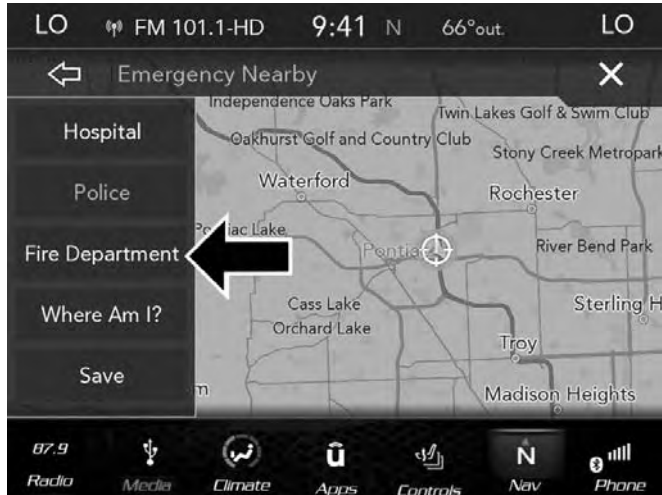 LO FM 101.1-HD 9:41 N 66°out. LO
Emergency Nearby
Hospital
Police
Fire Department
Where Am I?
Save
Independence Oaks Park
Twin Lakes Golf & Swim Club
Oakhurst Golf and Country Club
Stony Creek Metropark
Waterford
Rochester
Pontiac Lake
Pontiac
River Bend Park
Cass Lake
Sterling H
Orchard Lake
Troy
m
Madison Heights
87.9 û N
Radio Media Climate Apps Controls Nav Phone